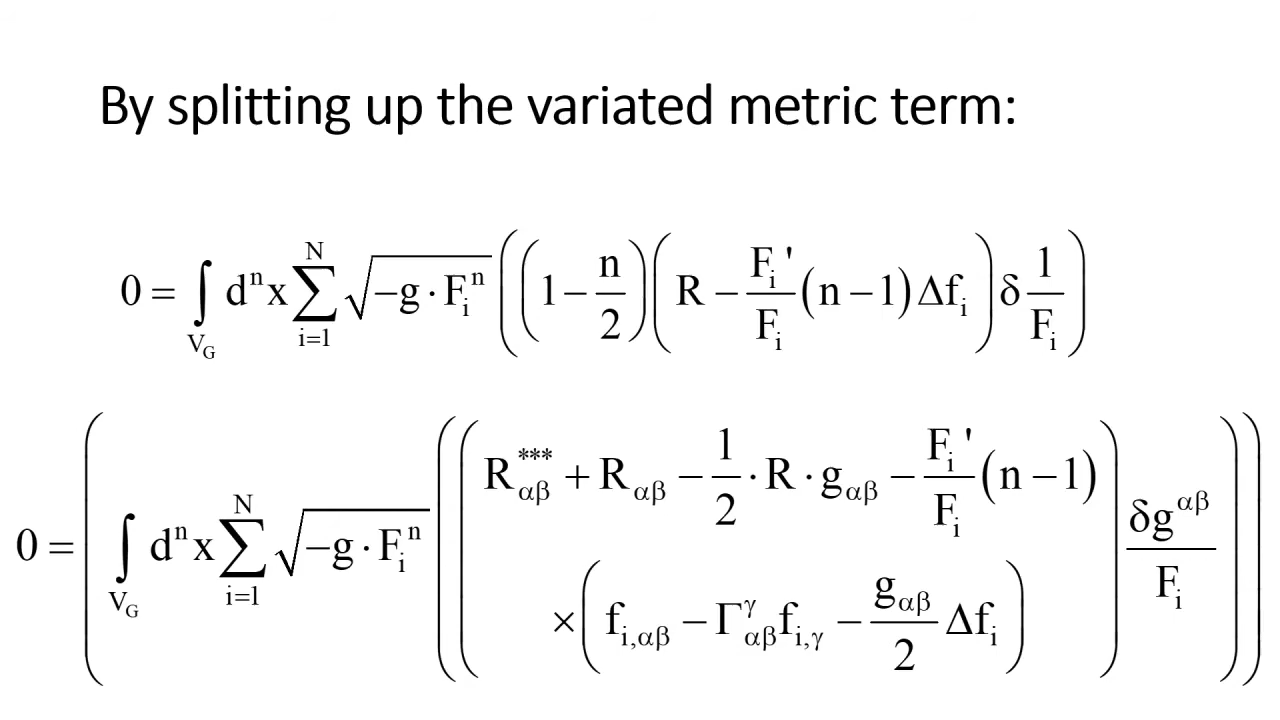 By splitting up the variated metric term:
0 = ∫_{V_G} dⁿx ∑_{i=1}^{N} √(−g · F_i^n) ( (1 − n/2) ( R − (F_i ' / F_i) (n − 1) Δf_i ) δ (1 / F_i) )
0 = ( ∫_{V_G} dⁿx ∑_{i=1}^{N} √(−g · F_i^n) ( ( R^{***}_{αβ} + R_{αβ} − (1/2) · R · g_{αβ} − (F_i ' / F_i) (n − 1)
× ( f_{i,αβ} − Γ^γ_{αβ} f_{i,γ} − (g_{αβ} / 2) Δf_i ) ) (δg^{αβ} / F_i) ) )